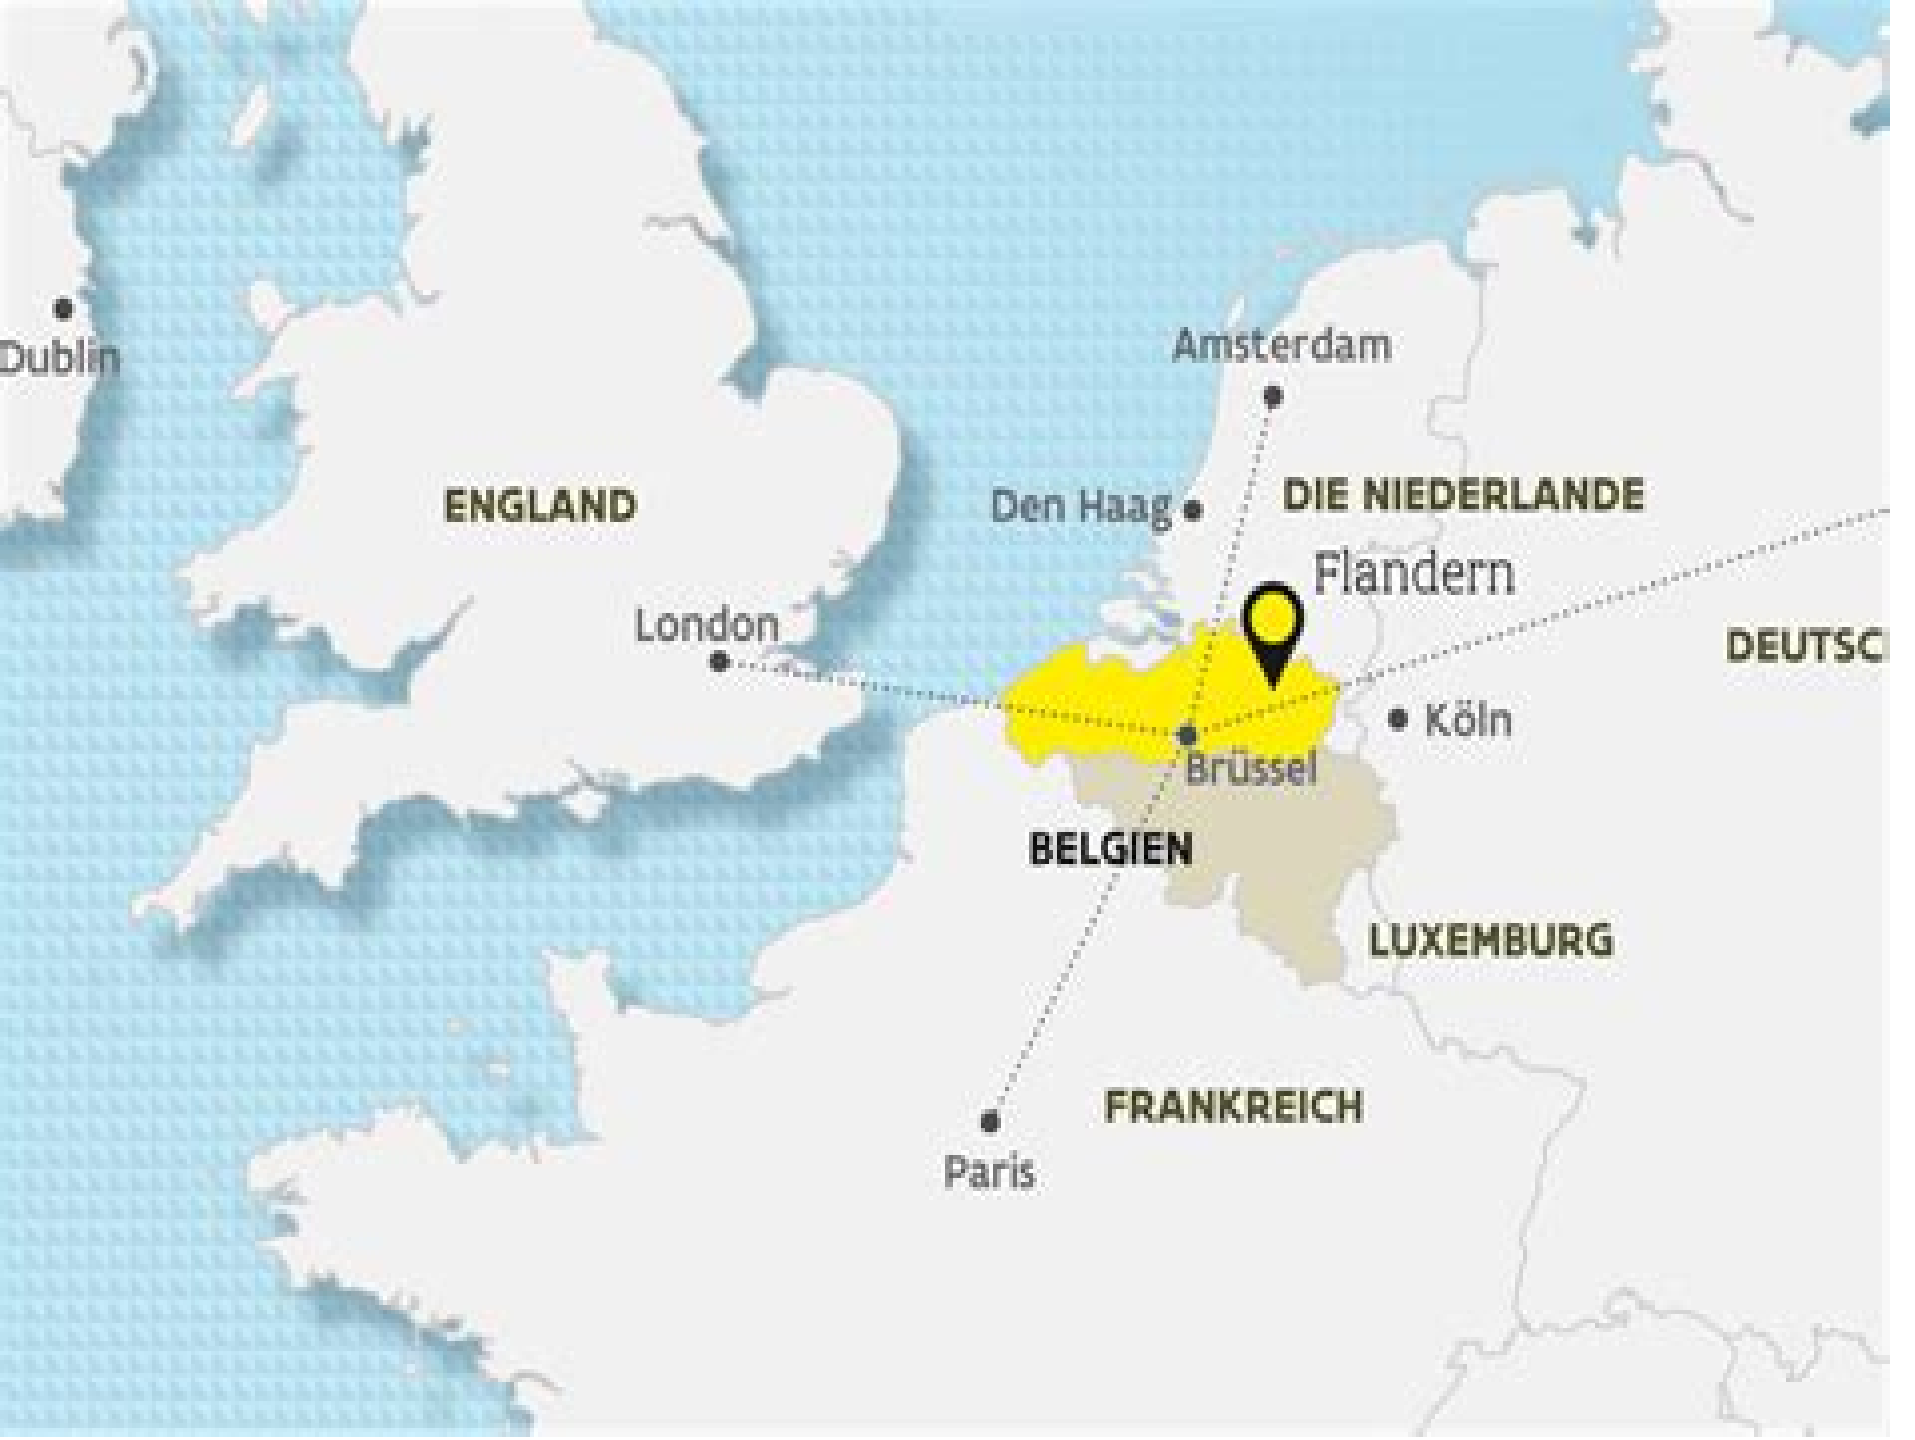 Dublin
Amsterdam
ENGLAND
Den Haag
DIE NIEDERLANDE
Flandern
London
DEUTSC
Köln
Brüssel
BELGIEN
LUXEMBURG
FRANKREICH
Paris